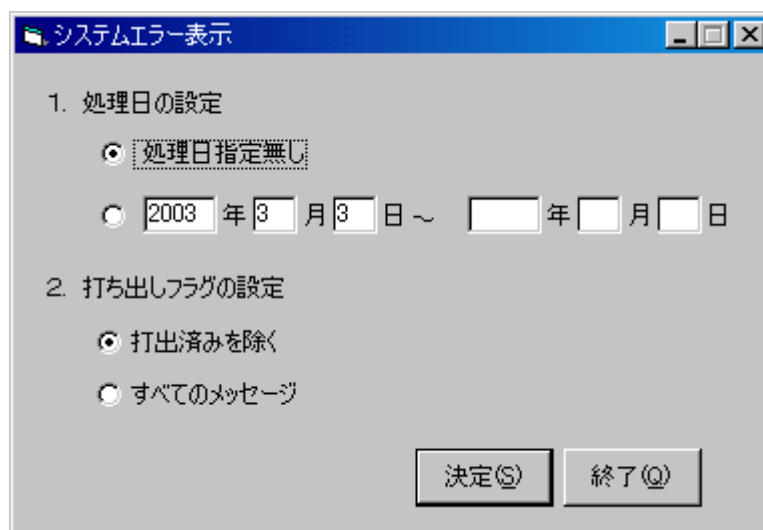 システムエラー表示
1. 処理日の設定
処理日指定無し
2003 年 3 月 3 日 ～ 年 月 日
2. 打ち出しフラグの設定
打出済みを除く
すべてのメッセージ
決定(S) 終了(Q)